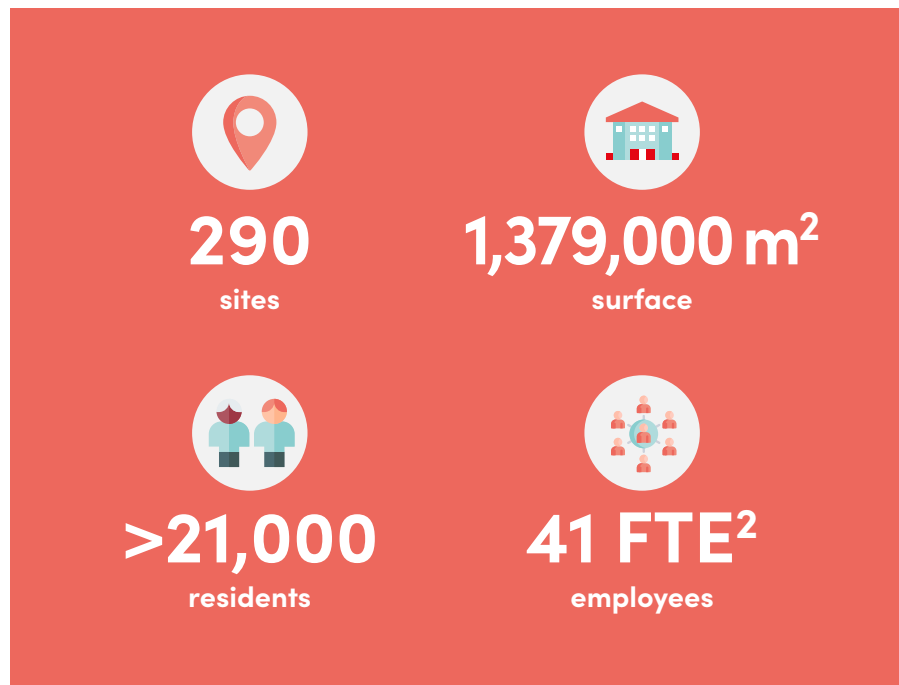 290
sites
1,379,000 m²
surface
>21,000
residents
41 FTE²
employees